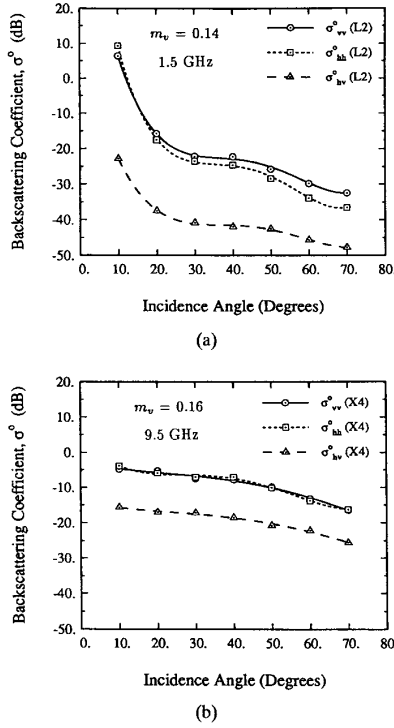 Backscattering Coefficient, σ° (dB)
20.
10.
0.
-10.
-20.
-30.
-40.
-50.
m_v = 0.14
1.5 GHz
σ°_vv (L2)
σ°_hh (L2)
σ°_hv (L2)
0. 10. 20. 30. 40. 50. 60. 70. 80.
Incidence Angle (Degrees)
(a)
Backscattering Coefficient, σ° (dB)
20.
10.
0.
-10.
-20.
-30.
-40.
-50.
m_v = 0.16
9.5 GHz
σ°_vv (X4)
σ°_hh (X4)
σ°_hv (X4)
0. 10. 20. 30. 40. 50. 60. 70. 80.
Incidence Angle (Degrees)
(b)